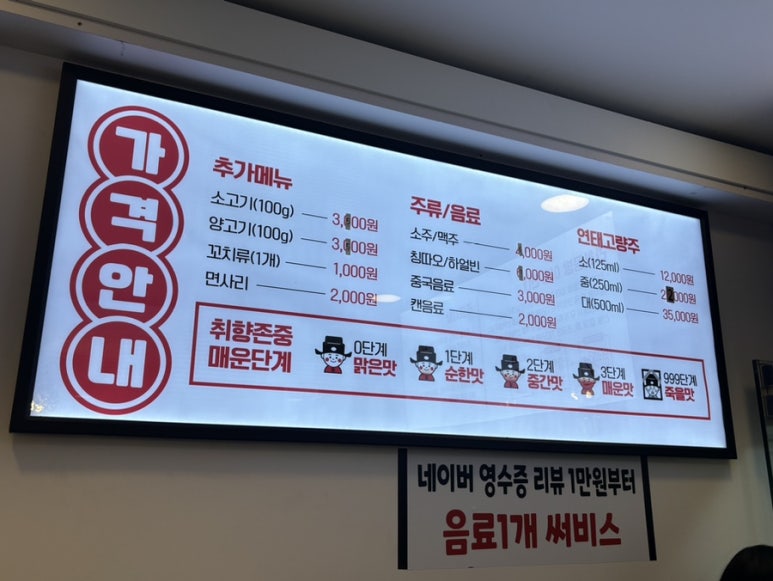 가격안내
추가메뉴
소고기(100g)
양고기(100g)
꼬치류(1개) 1,000원
면사리 2,000원
주류/음료
소주/맥주
칭따오/하얼빈
중국음료 3,000원
캔음료 2,000원
연태고량주
소(125ml) 12,000원
중(250ml)
대(500ml) 35,000원
취향존중
매운단계
0단계
맑은맛
1단계
순한맛
2단계
중간맛
3단계
매운맛
999단계
죽을맛
네이버 영수증 리뷰 1만원부터
음료1개 써비스